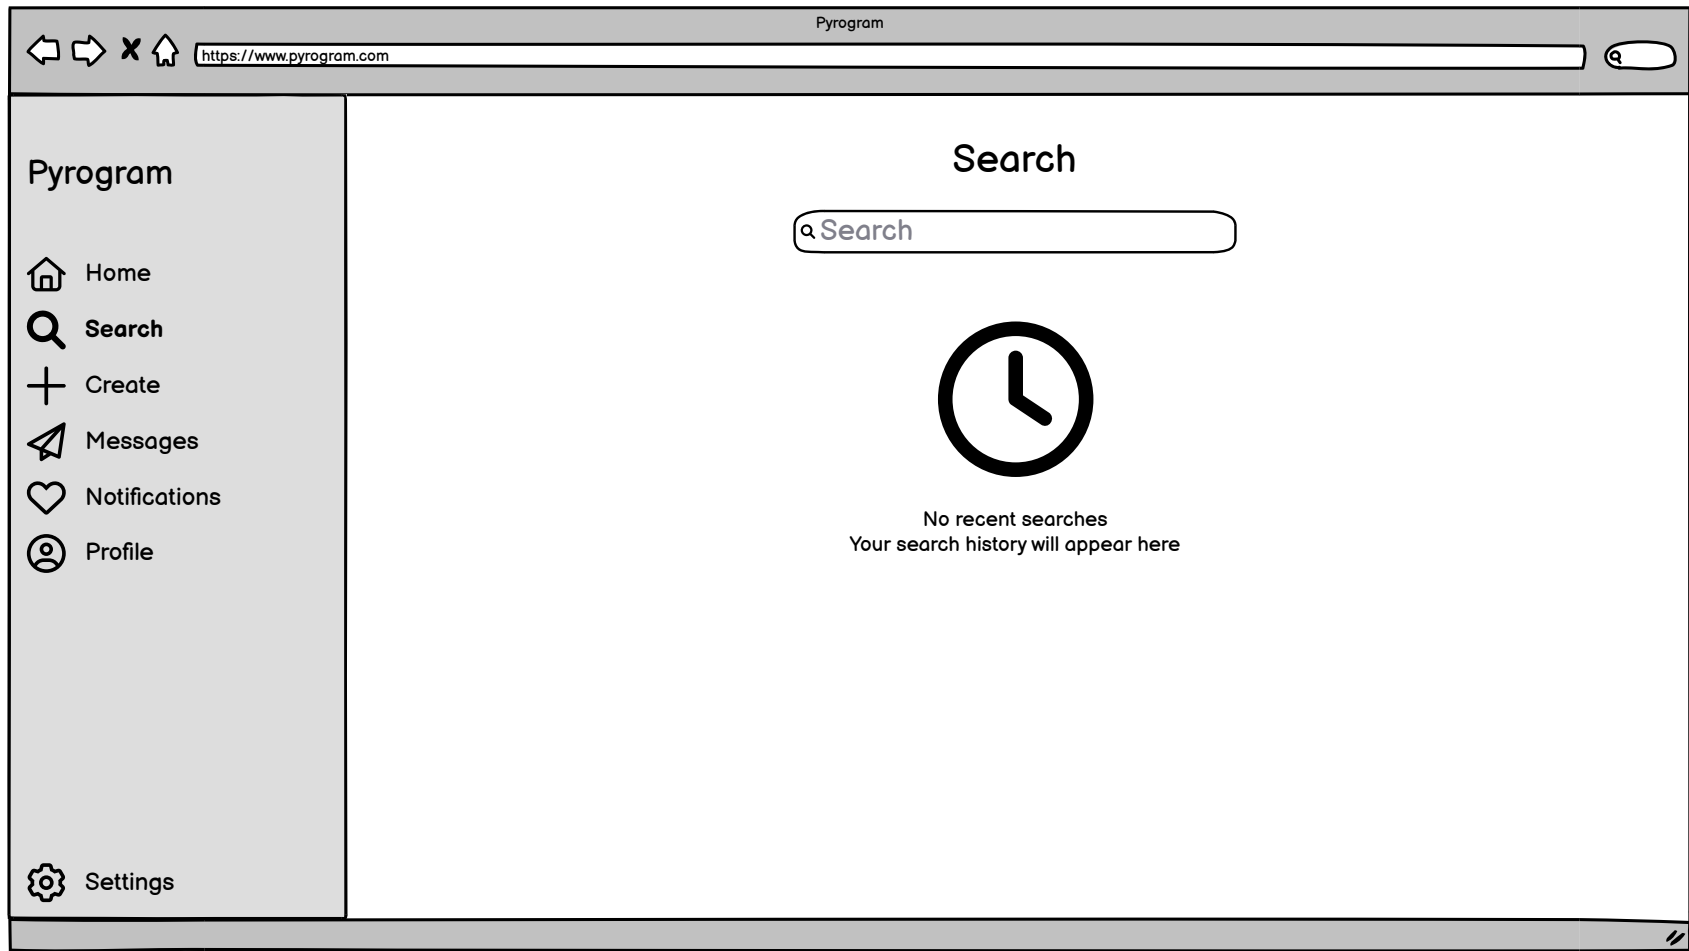 Pyrogram
https://www.pyrogram.com
Pyrogram
Home
Search
Create
Messages
Notifications
Profile
Settings
Search
Search
No recent searches
Your search history will appear here